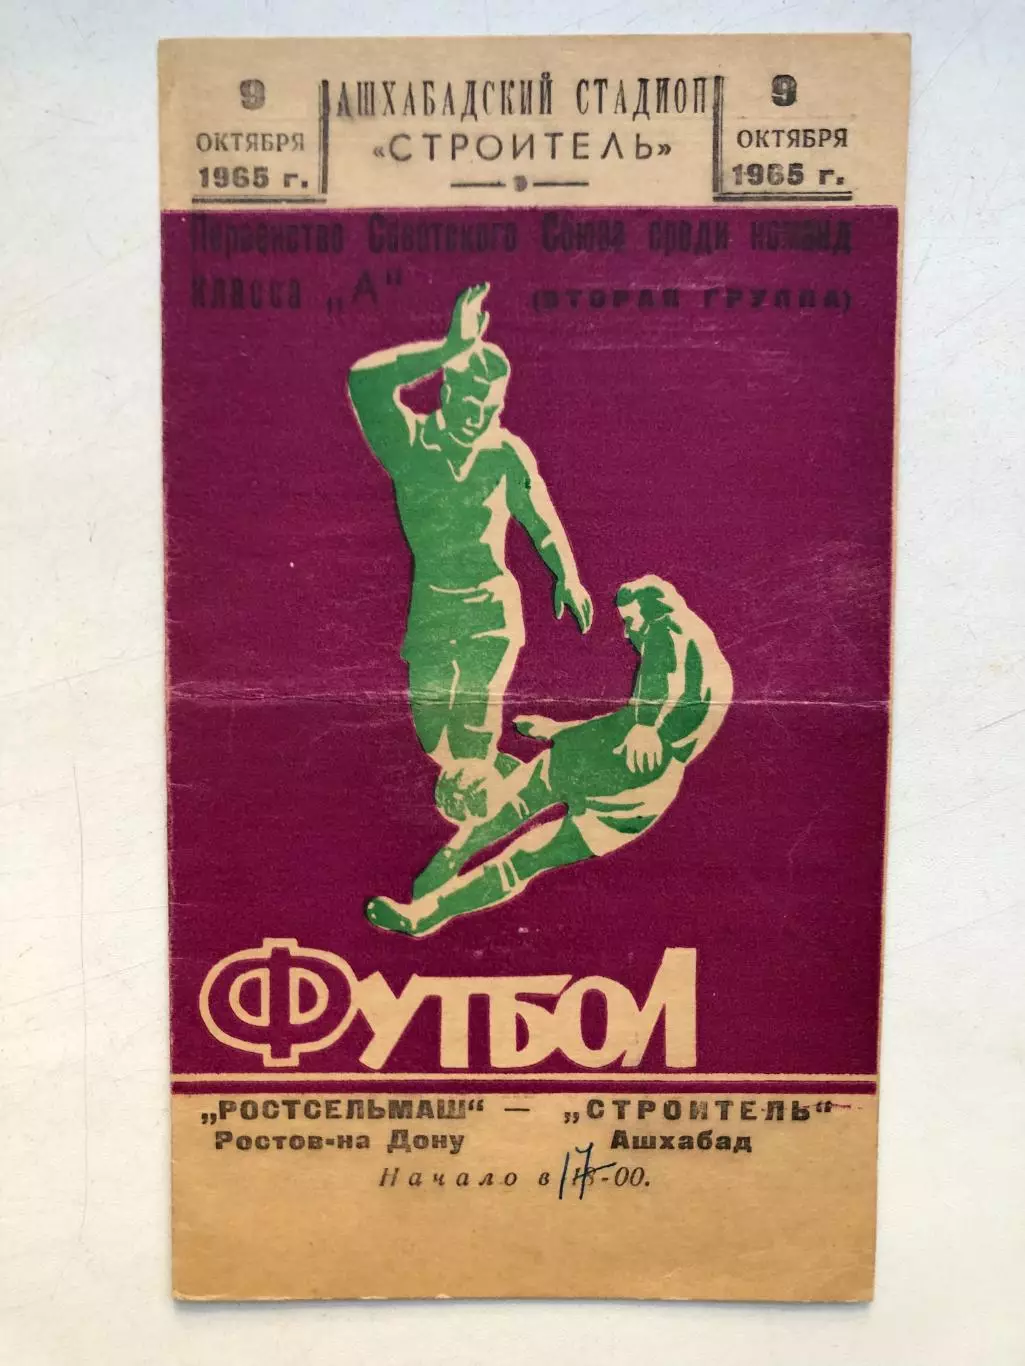 9
ОКТЯБРЯ
1965 г.
АШХАБАДСКИЙ СТАДИОН
«СТРОИТЕЛЬ»
9
ОКТЯБРЯ
1965 г.
Первенство Советского Союза среди команд
класса „А“ (ВТОРАЯ ГРУППА)
ФУТБОЛ
„РОСТСЕЛЬМАШ“ — „СТРОИТЕЛЬ“
Ростов-на Дону Ашхабад
Начало в 17-00.